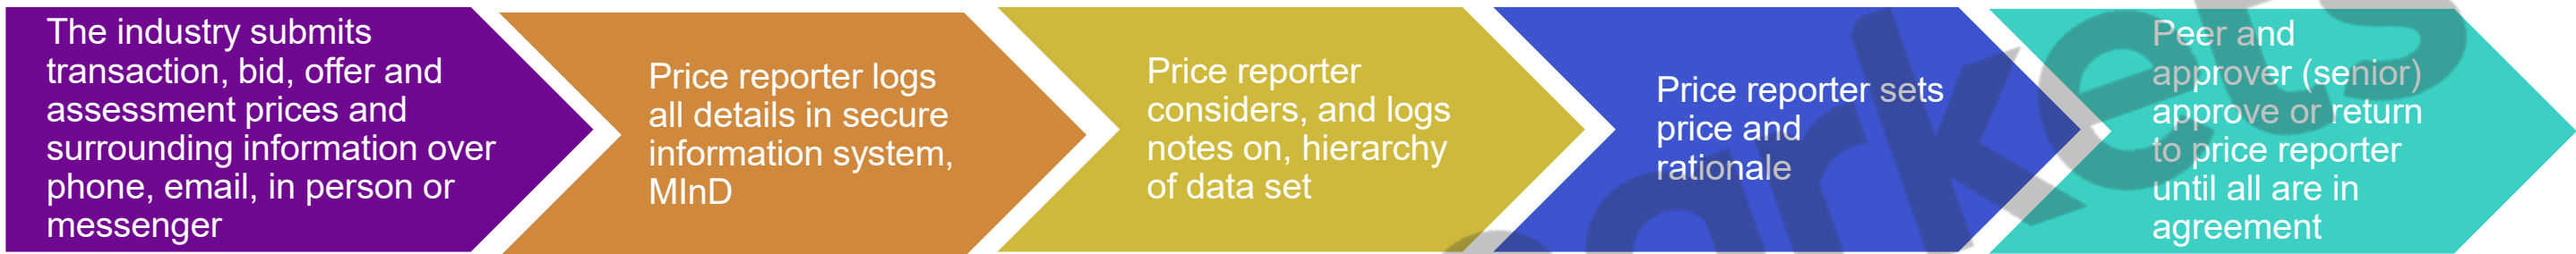 The industry submits
transaction, bid, offer and
assessment prices and
surrounding information over
phone, email, in person or
messenger
Price reporter logs
all details in secure
information system,
MInD
Price reporter
considers, and logs
notes on, hierarchy
of data set
Price reporter sets
price and
rationale
Peer and
approver (senior)
approve or return
to price reporter
until all are in
agreement